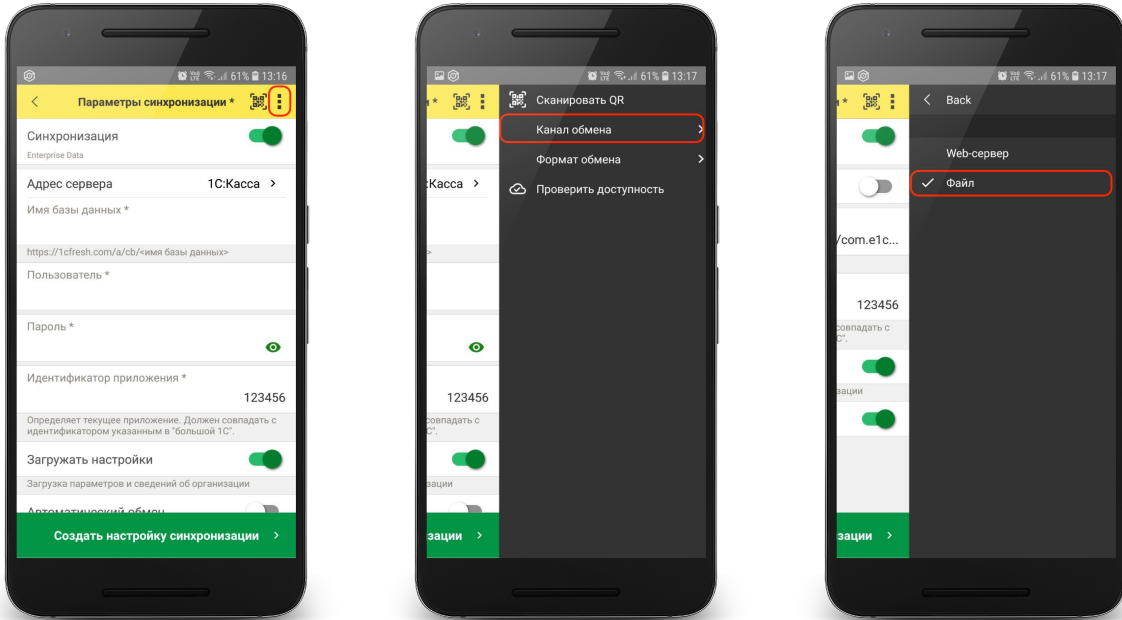 61% 13:16
Параметры синхронизации *
Синхронизация
Enterprise Data
Адрес сервера 1С:Касса >
Имя базы данных *
https://1cfresh.com/a/cb/<имя базы данных>
Пользователь *
Пароль *
Идентификатор приложения *
123456
Определяет текущее приложение. Должен совпадать с
идентификатором указанным в "большой 1С".
Загружать настройки
Загрузка параметров и сведений об организации
Автоматический обмен
Создать настройку синхронизации >
61% 13:17
Сканировать QR
Канал обмена >
Формат обмена >
Проверить доступность
:Касса >
123456
совпадать с
С".
зации
зации >
61% 13:17
< Back
Web-сервер
Файл
/com.e1c...
123456
совпадать с
С".
зации
зации >